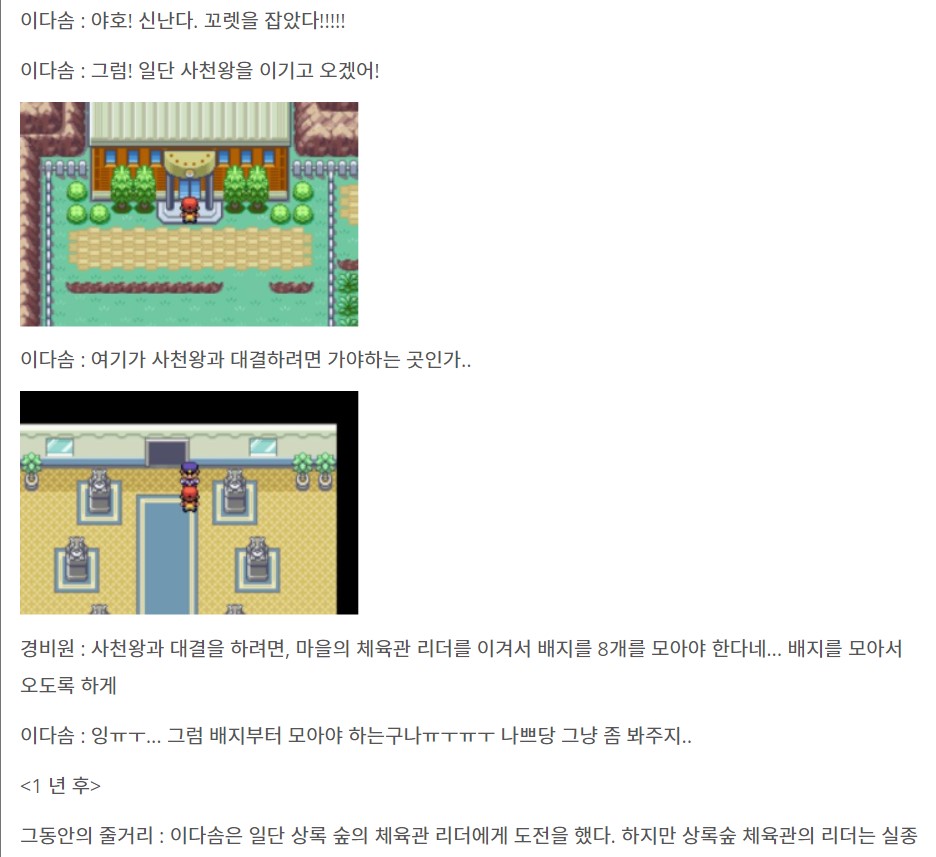 이다솜 : 야호! 신난다. 꼬렛을 잡았다!!!!!
이다솜 : 그럼! 일단 사천왕을 이기고 오겠어!
이다솜 : 여기가 사천왕과 대결하려면 가야하는 곳인가..
경비원 : 사천왕과 대결을 하려면, 마을의 체육관 리더를 이겨서 배지를 8개를 모아야 한다네... 배지를 모아서
오도록 하게
이다솜 : 잉ㅠㅜ... 그럼 배지부터 모아야 하는구나ㅠㅜㅠㅜ 나쁘당 그냥 좀 봐주지..
<1 년 후>
그동안의 줄거리 : 이다솜은 일단 상록 숲의 체육관 리더에게 도전을 했다. 하지만 상록숲 체육관의 리더는 실종